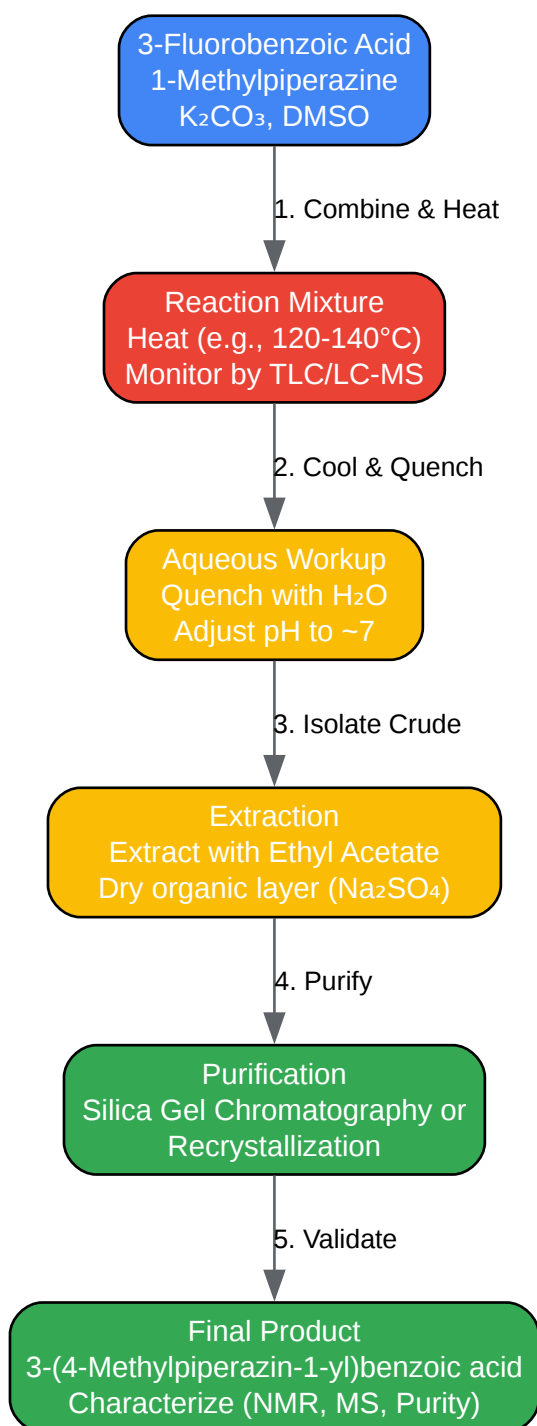 3-Fluorobenzoic Acid
1-Methylpiperazine
K₂CO₃, DMSO
1. Combine & Heat
Reaction Mixture
Heat (e.g., 120-140°C)
Monitor by TLC/LC-MS
2. Cool & Quench
Aqueous Workup
Quench with H₂O
Adjust pH to ~7
3. Isolate Crude
Extraction
Extract with Ethyl Acetate
Dry organic layer (Na₂SO₄)
4. Purify
Purification
Silica Gel Chromatography or
Recrystallization
5. Validate
Final Product
3-(4-Methylpiperazin-1-yl)benzoic acid
Characterize (NMR, MS, Purity)